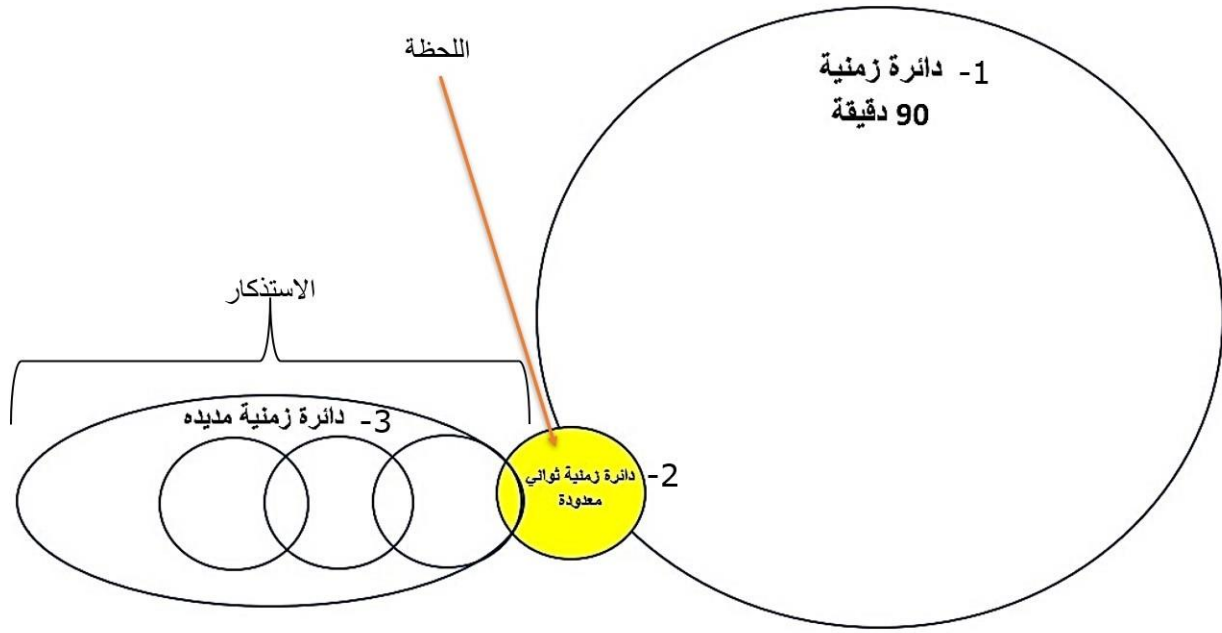 1- دائرة زمنية
90 دقيقة
اللحظة
الاستذكار
3- دائرة زمنية مديده
2- دائرة زمنية ثواني
معدودة